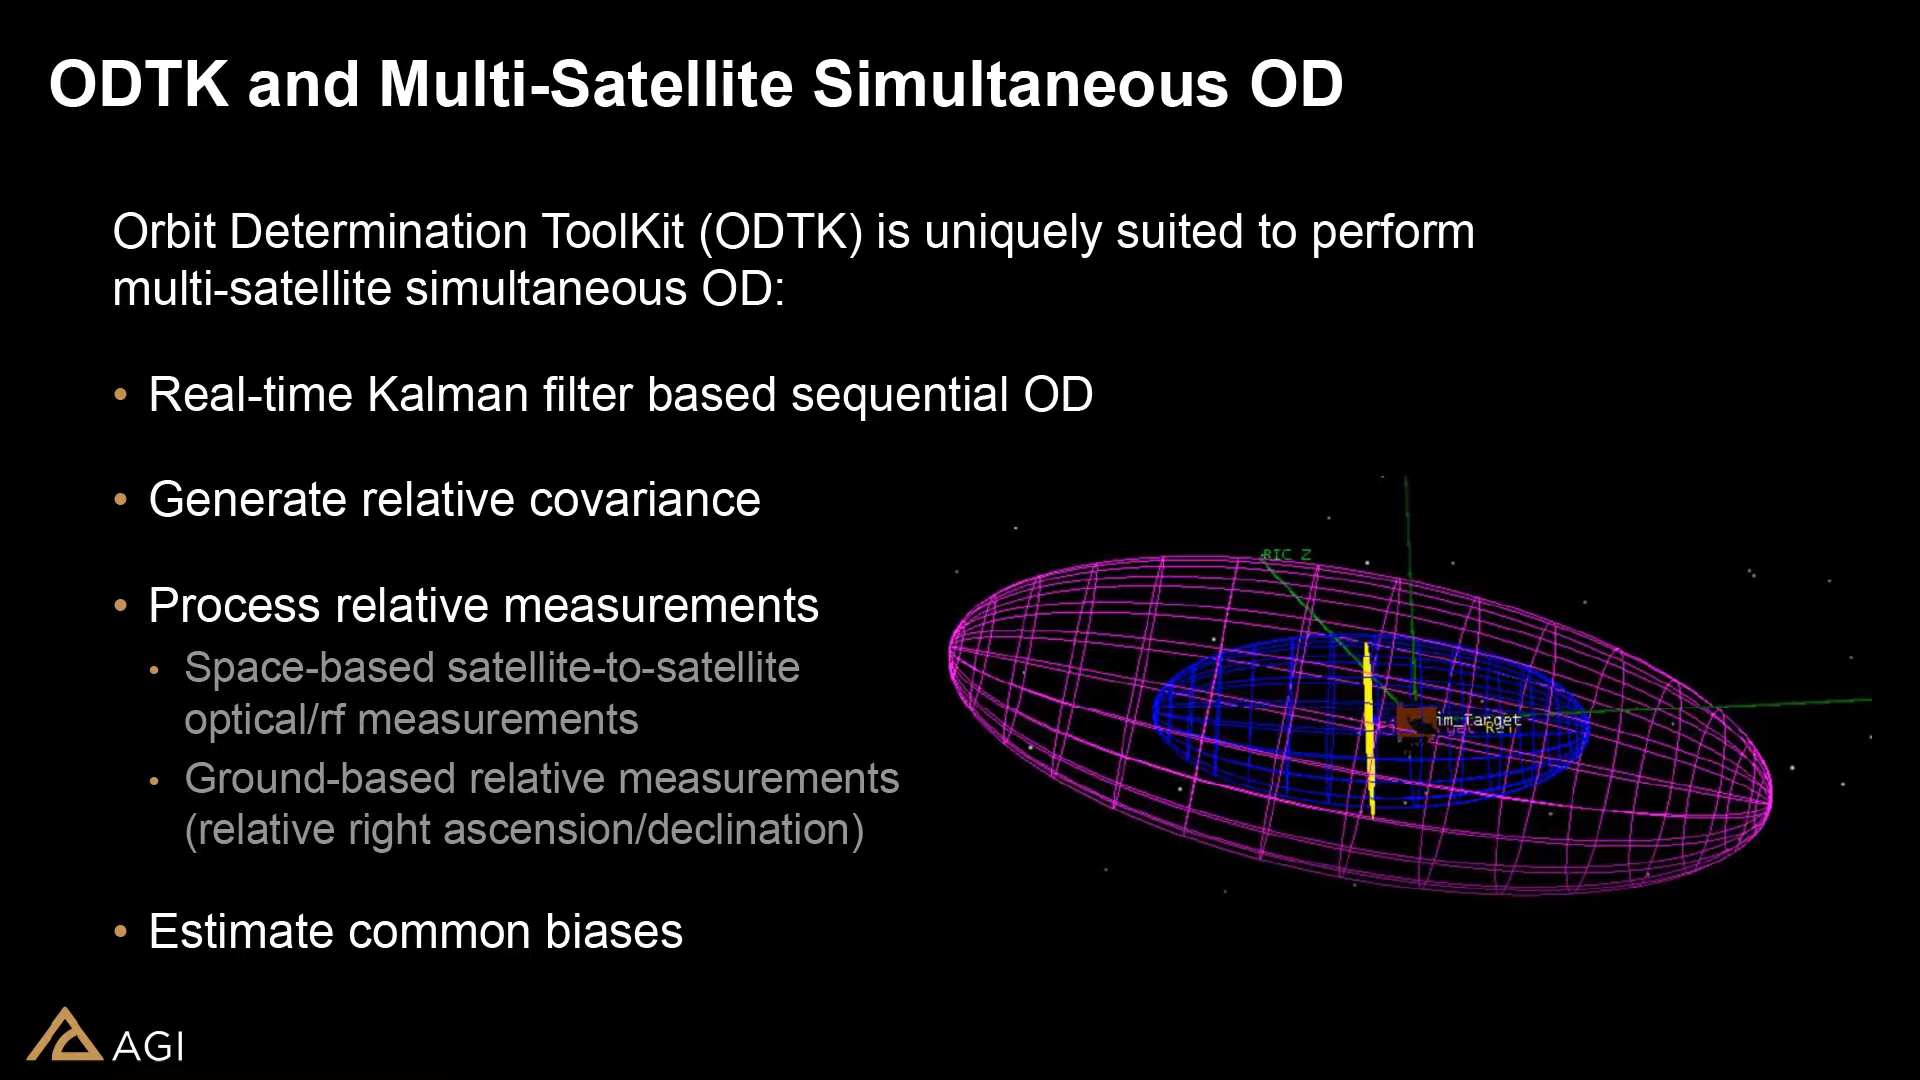 ODTK and Multi-Satellite Simultaneous OD
Orbit Determination ToolKit (ODTK) is uniquely suited to perform
multi-satellite simultaneous OD:
• Real-time Kalman filter based sequential OD
• Generate relative covariance
• Process relative measurements
• Space-based satellite-to-satellite
optical/rf measurements
• Ground-based relative measurements
(relative right ascension/declination)
• Estimate common biases
RIC Z
im_Target
AGI